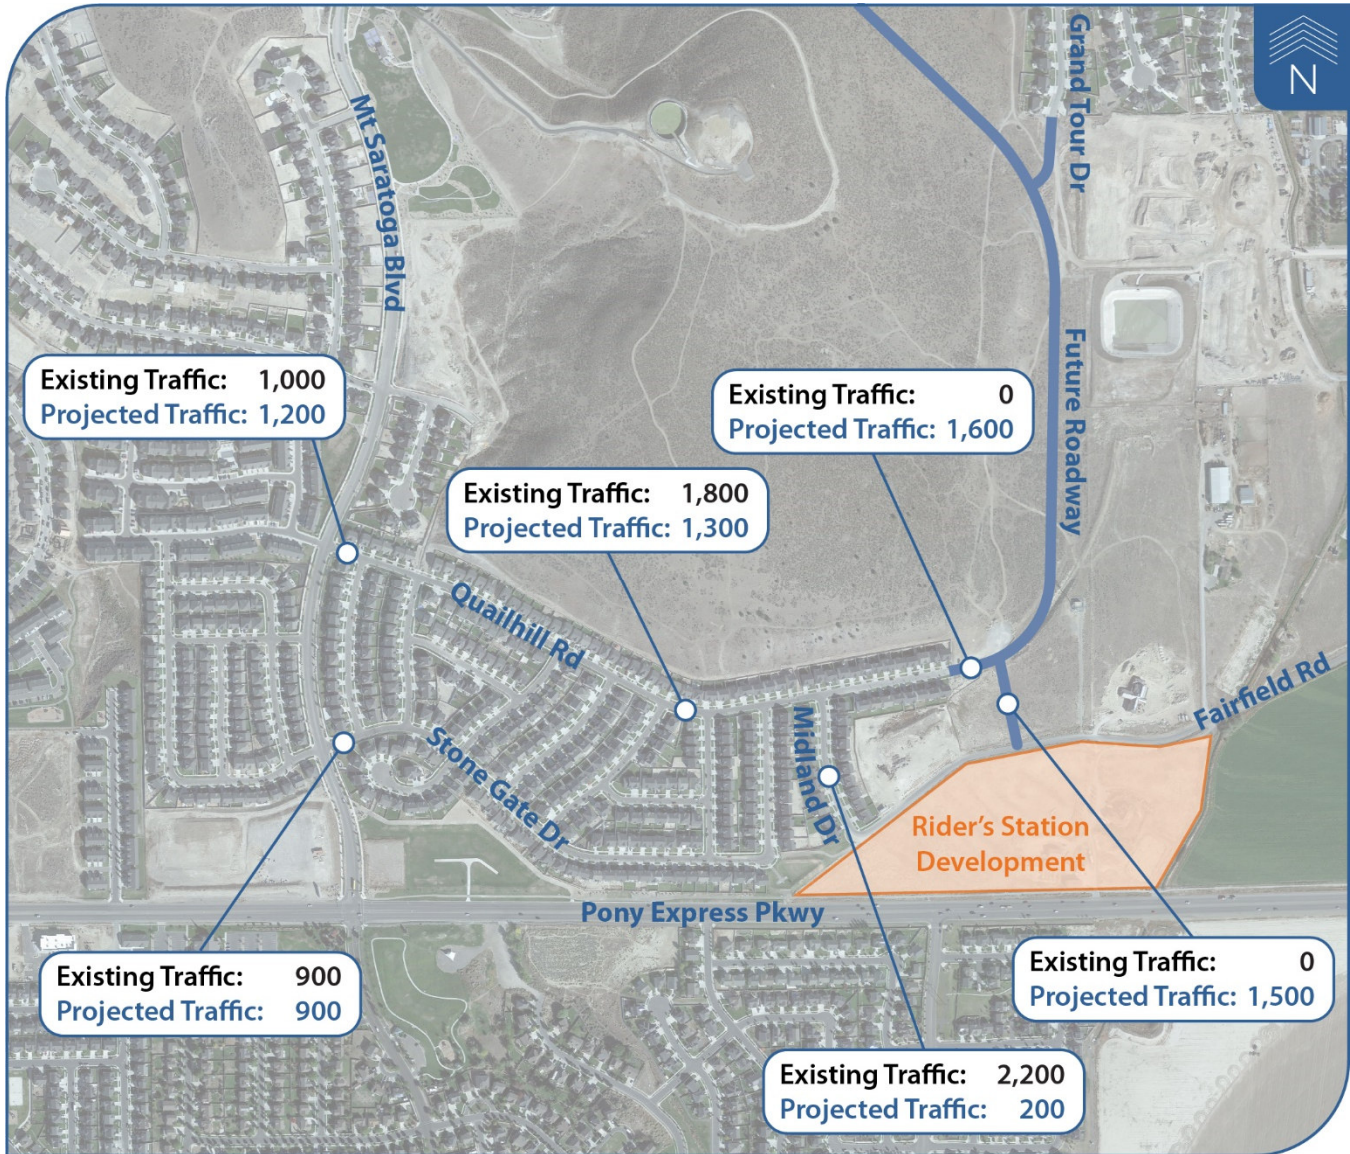 N
Grand Tour Dr
Mt Saratoga Blvd
Existing Traffic: 1,000
Projected Traffic: 1,200
Existing Traffic: 0
Projected Traffic: 1,600
Future Roadway
Existing Traffic: 1,800
Projected Traffic: 1,300
Quailhill Rd
Fairfield Rd
Midland Dr
Stone Gate Dr
Rider's Station
Development
Pony Express Pkwy
Existing Traffic: 900
Projected Traffic: 900
Existing Traffic: 0
Projected Traffic: 1,500
Existing Traffic: 2,200
Projected Traffic: 200